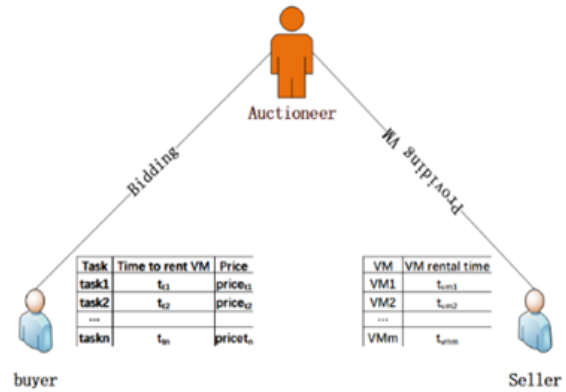 Auctioneer
Bidding
Providing VM
Task Time to rent VM Price
task1 tt1 pricet1
task2 tt2 pricet2
...
taskn ttn pricetn
VM VM rental time
VM1 tvm1
VM2 tvm2
...
VMm tvmm
buyer
Seller